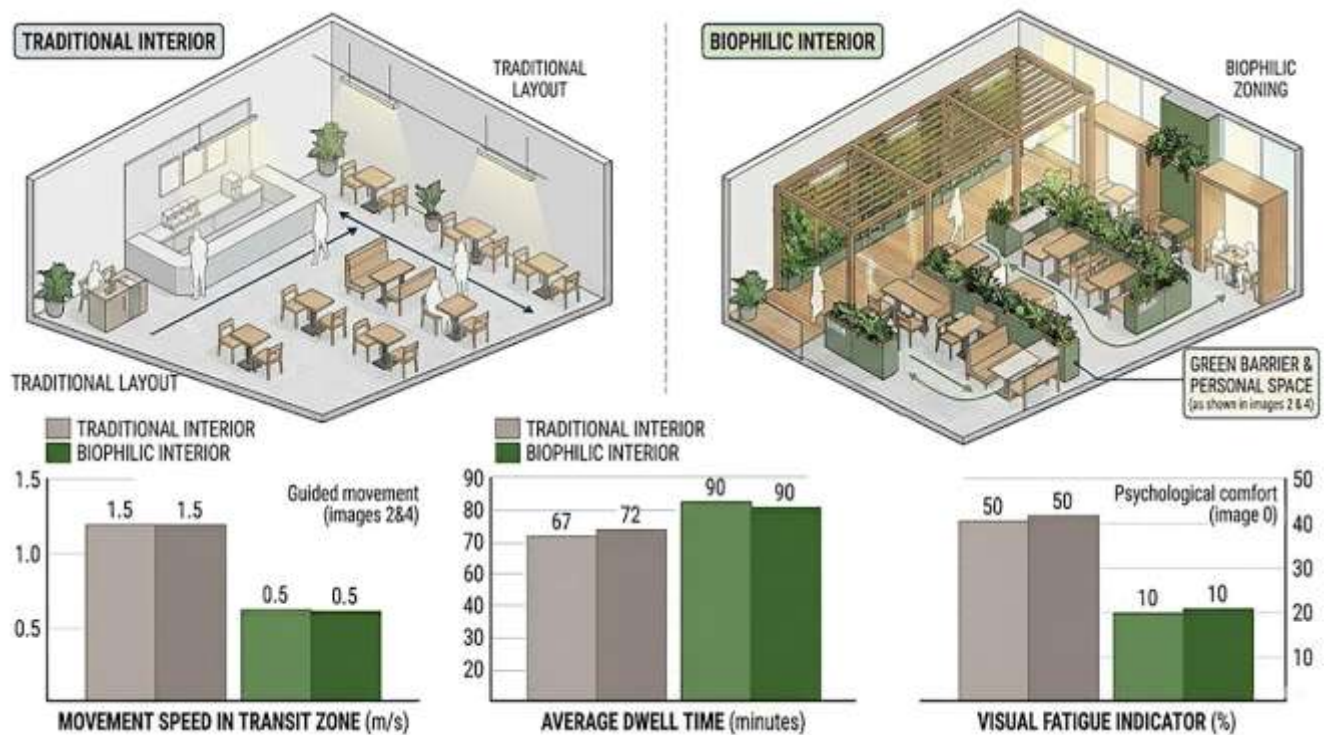 TRADITIONAL INTERIOR
TRADITIONAL
LAYOUT
TRADITIONAL LAYOUT
BIOPHILIC INTERIOR
BIOPHILIC
ZONING
GREEN BARRIER &
PERSONAL SPACE
(as shown in images 2 & 4)
TRADITIONAL INTERIOR
BIOPHILIC INTERIOR
Guided movement
(images 2&4)
1.5
1.0
0.5
1.5 1.5
0.5 0.5
MOVEMENT SPEED IN TRANSIT ZONE (m/s)
TRADITIONAL INTERIOR
BIOPHILIC INTERIOR
90
80
70
60
40
30
20
67 72
90 90
AVERAGE DWELL TIME (minutes)
Psychological comfort
(image 0)
50 50
10 10
50
40
30
20
10
VISUAL FATIGUE INDICATOR (%)